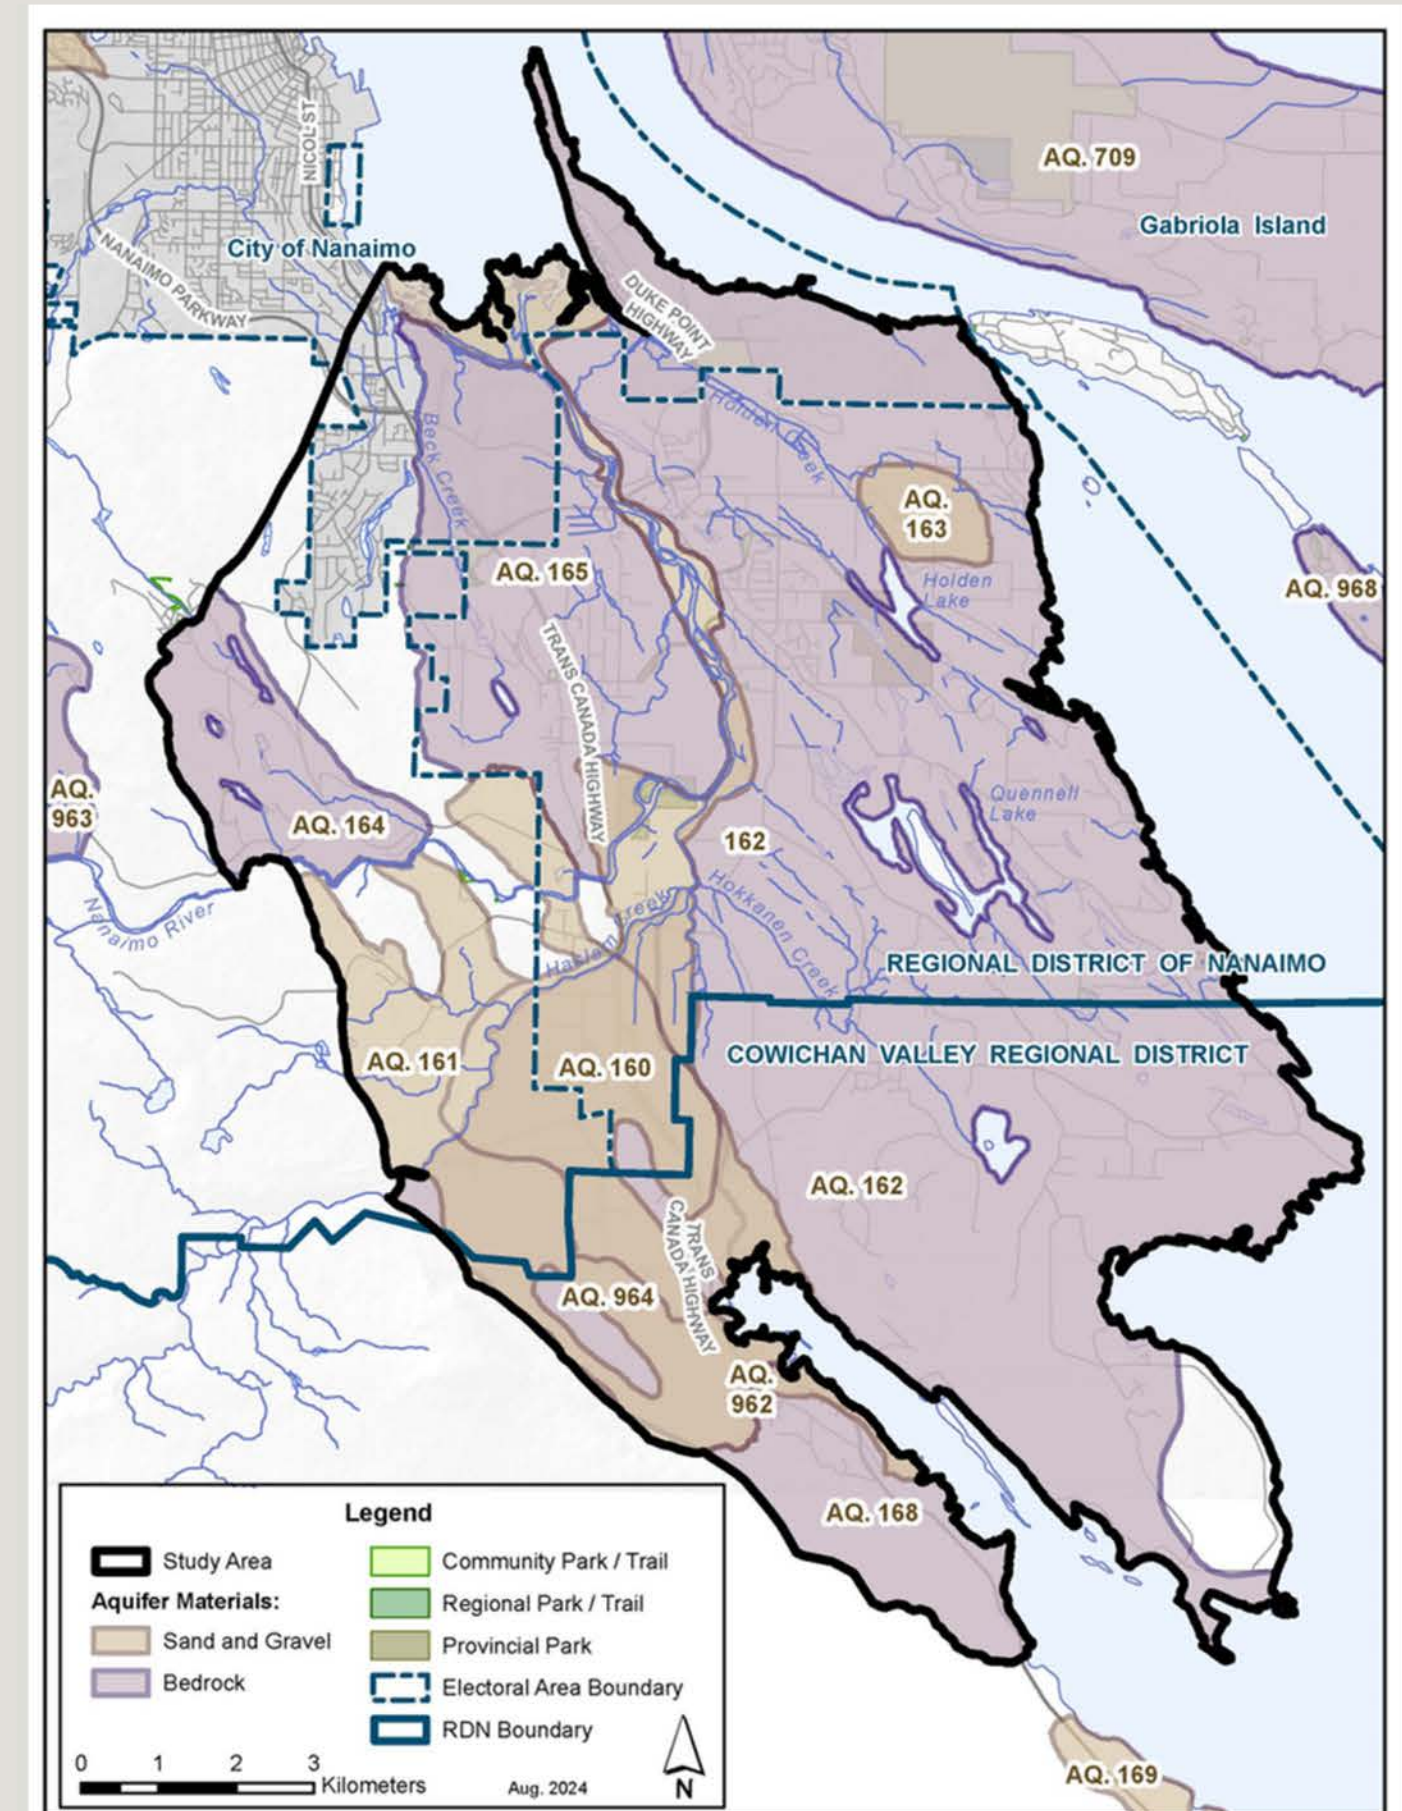 AQ. 709
Gabriola Island
NICOL ST
City of Nanaimo
NANAIMO PARKWAY
DUKE POINT
HIGHWAY
Holden Creek
Beck Creek
AQ.
163
AQ. 165
Holden
Lake
AQ. 968
TRANS CANADA HIGHWAY
AQ.
963
AQ. 164
Quennell
Lake
162
Nanaimo River
Haslam Creek
Hokkanen Creek
REGIONAL DISTRICT OF NANAIMO
COWICHAN VALLEY REGIONAL DISTRICT
AQ. 161
AQ. 160
AQ. 162
TRANS
CANADA HIGHWAY
AQ. 964
AQ.
962
AQ. 168
AQ. 169
Legend
Study Area
Aquifer Materials:
Sand and Gravel
Bedrock
Community Park / Trail
Regional Park / Trail
Provincial Park
Electoral Area Boundary
RDN Boundary
0 1 2 3
Kilometers
Aug. 2024
N